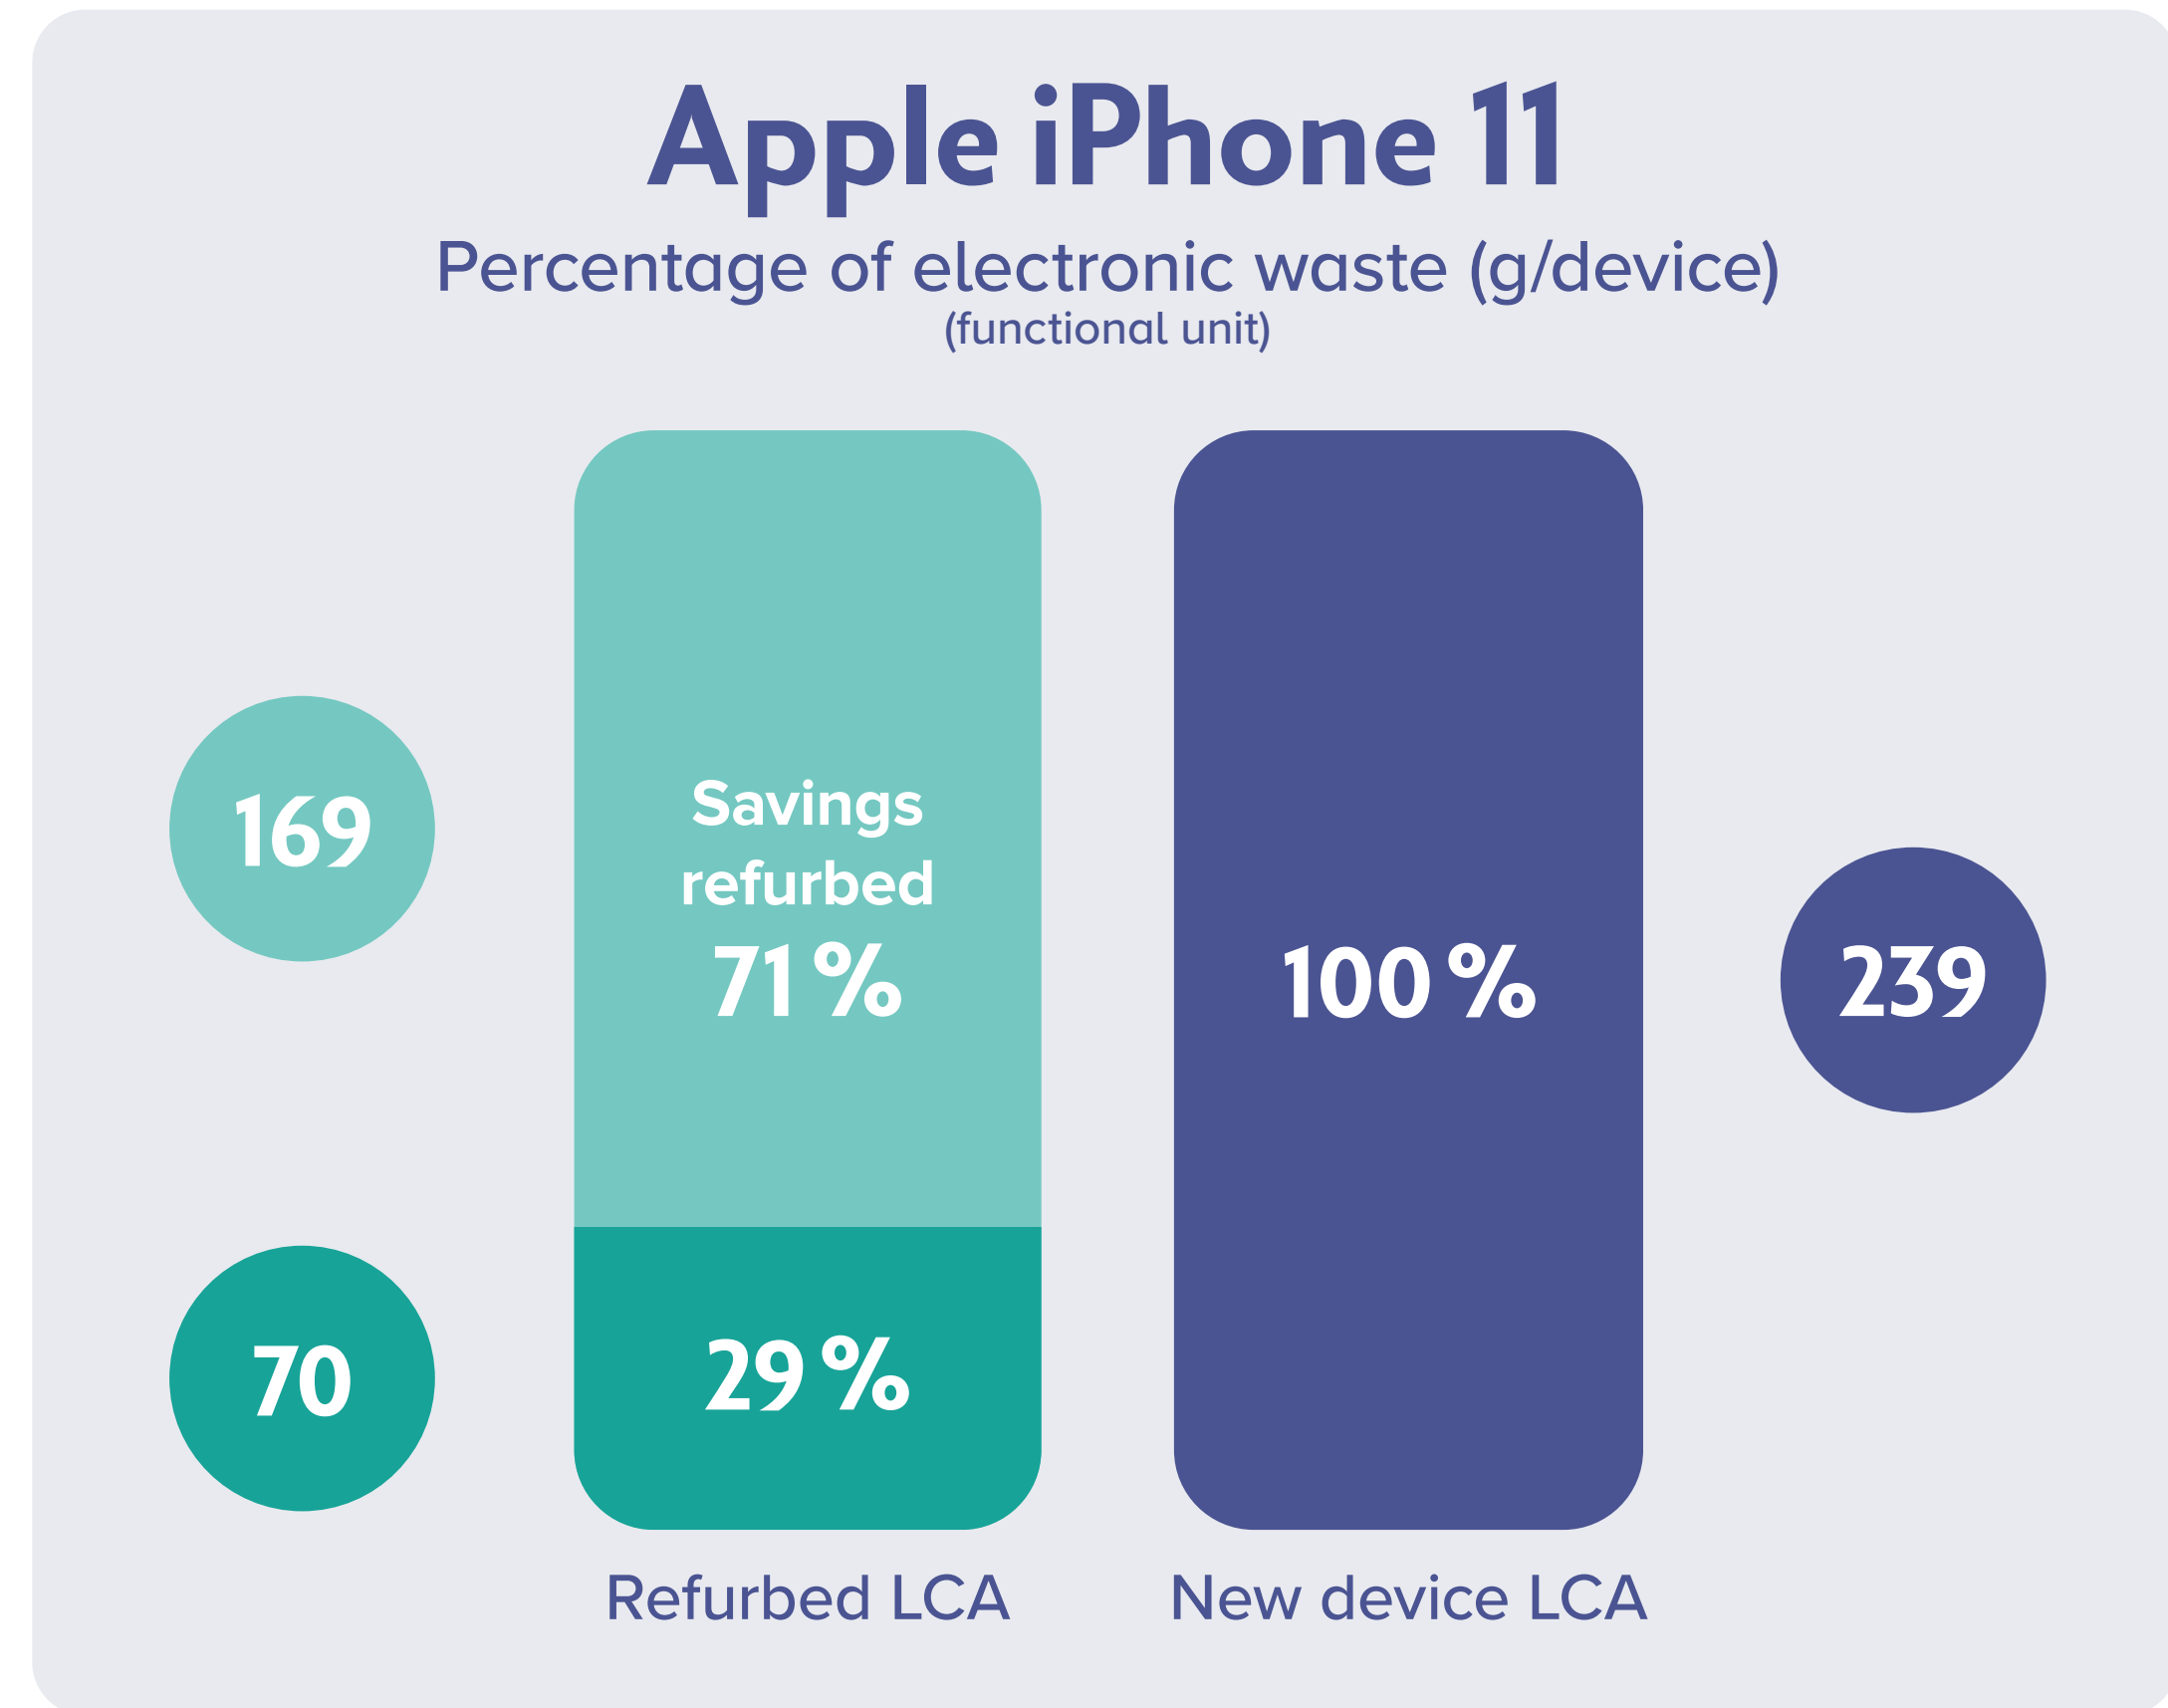 Apple iPhone 11
Percentage of electronic waste (g/device)
(functional unit)
169
Savings
refurbed
71 %
100 %
239
70
29 %
Refurbed LCA
New device LCA